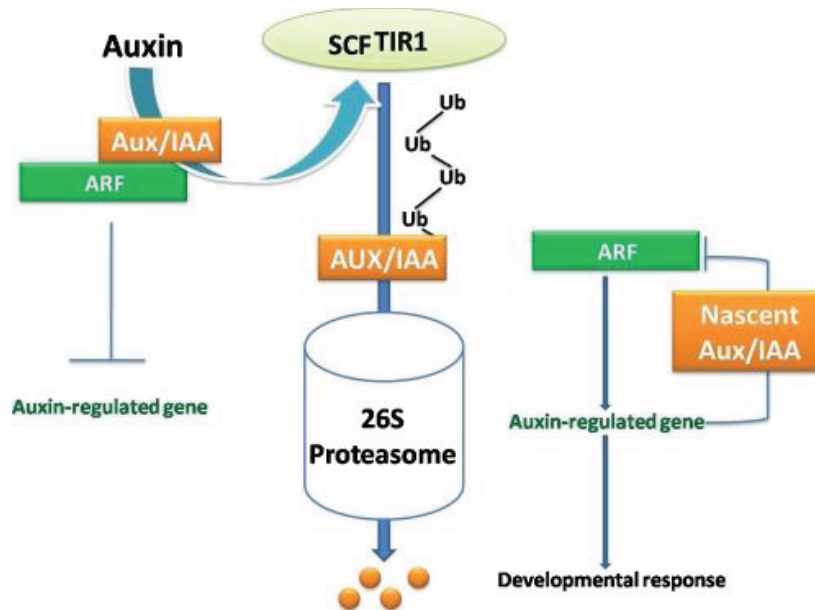 Auxin
Aux/IAA
ARF
Auxin-regulated gene
SCF TIR1
Ub
Ub
Ub
Ub
AUX/IAA
26S
Proteasome
ARF
Nascent
Aux/IAA
Auxin-regulated gene
Developmental response